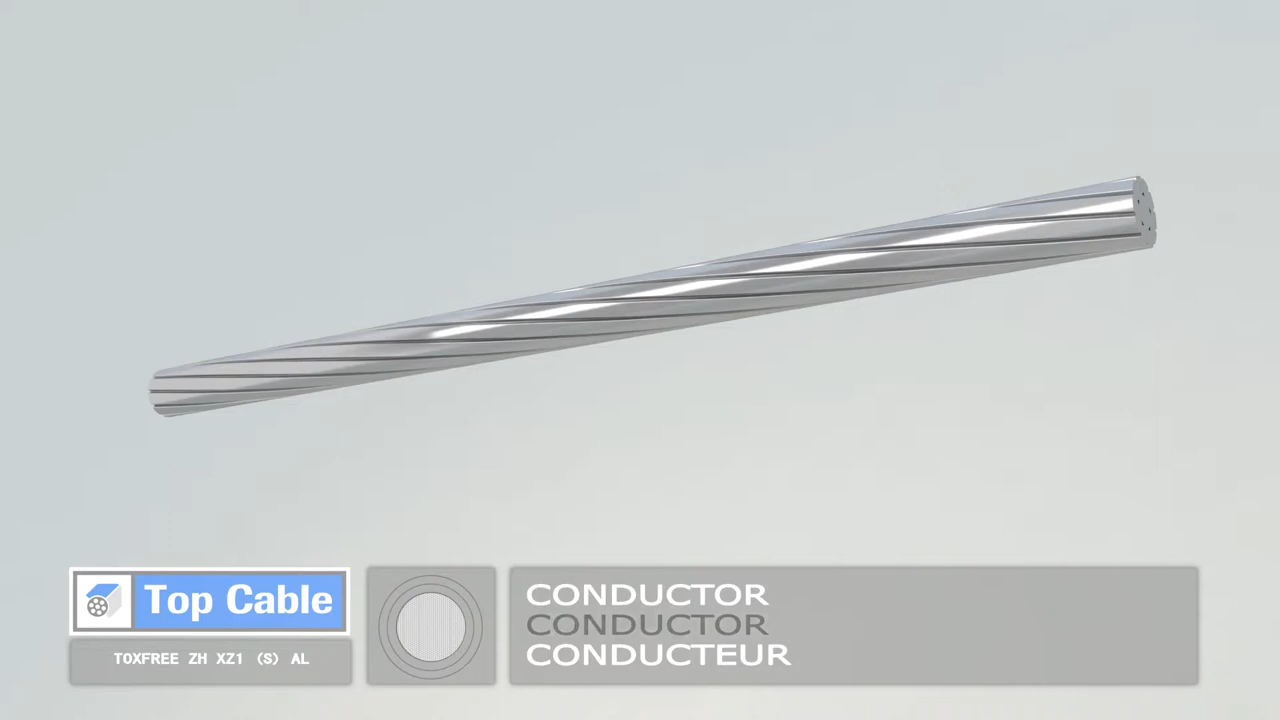 Top Cable
TOXFREE ZH XZ1 (S) AL
CONDUCTOR
CONDUCTOR
CONDUCTEUR